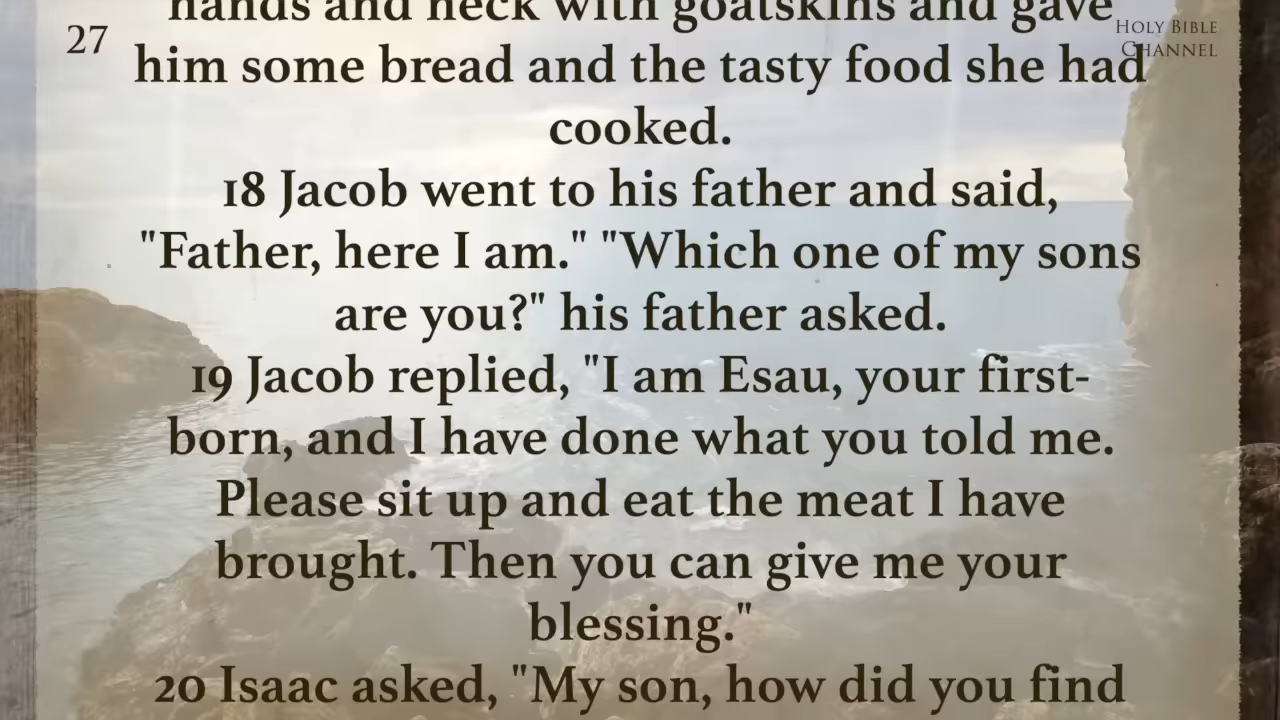 hands and neck with goatskins and gave
HOLY BIBLE
CHANNEL
27
him some bread and the tasty food she had
cooked.
18 Jacob went to his father and said,
"Father, here I am." "Which one of my sons
are you?" his father asked.
19 Jacob replied, "I am Esau, your first-
born, and I have done what you told me.
Please sit up and eat the meat I have
brought. Then you can give me your
blessing."
20 Isaac asked, "My son, how did you find